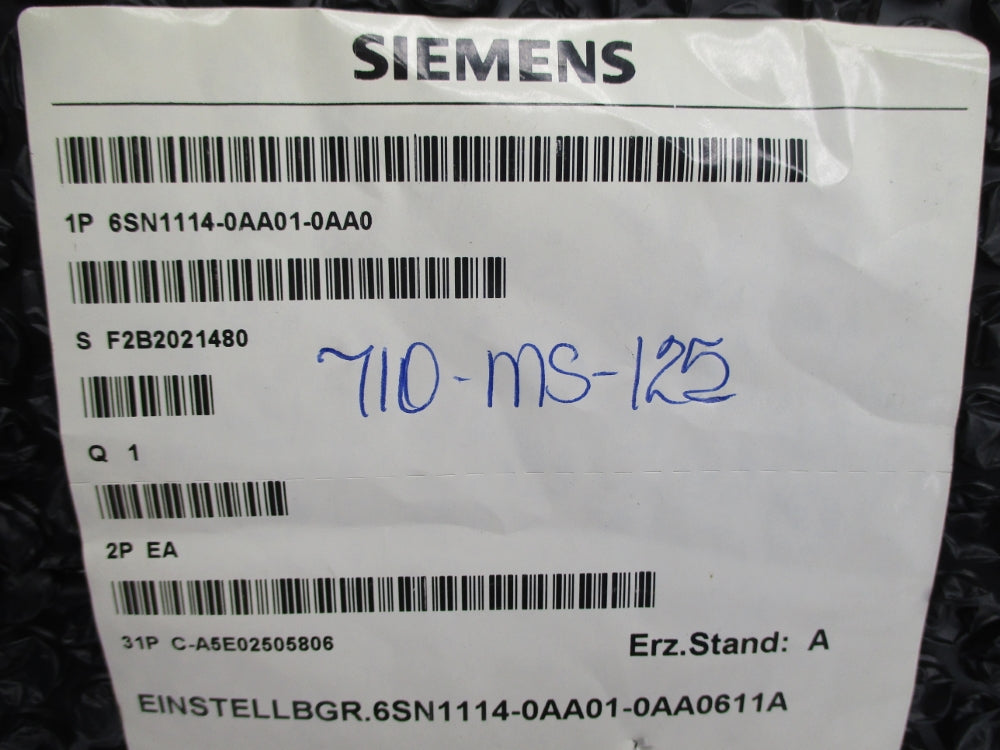 SIEMENS
1P 6SN1114-0AA01-0AA0
S F2B2021480
710-MS-125
Q 1
2P EA
31P C-A5E02505806
Erz.Stand: A
EINSTELLBGR.6SN1114-0AA01-0AA0611A